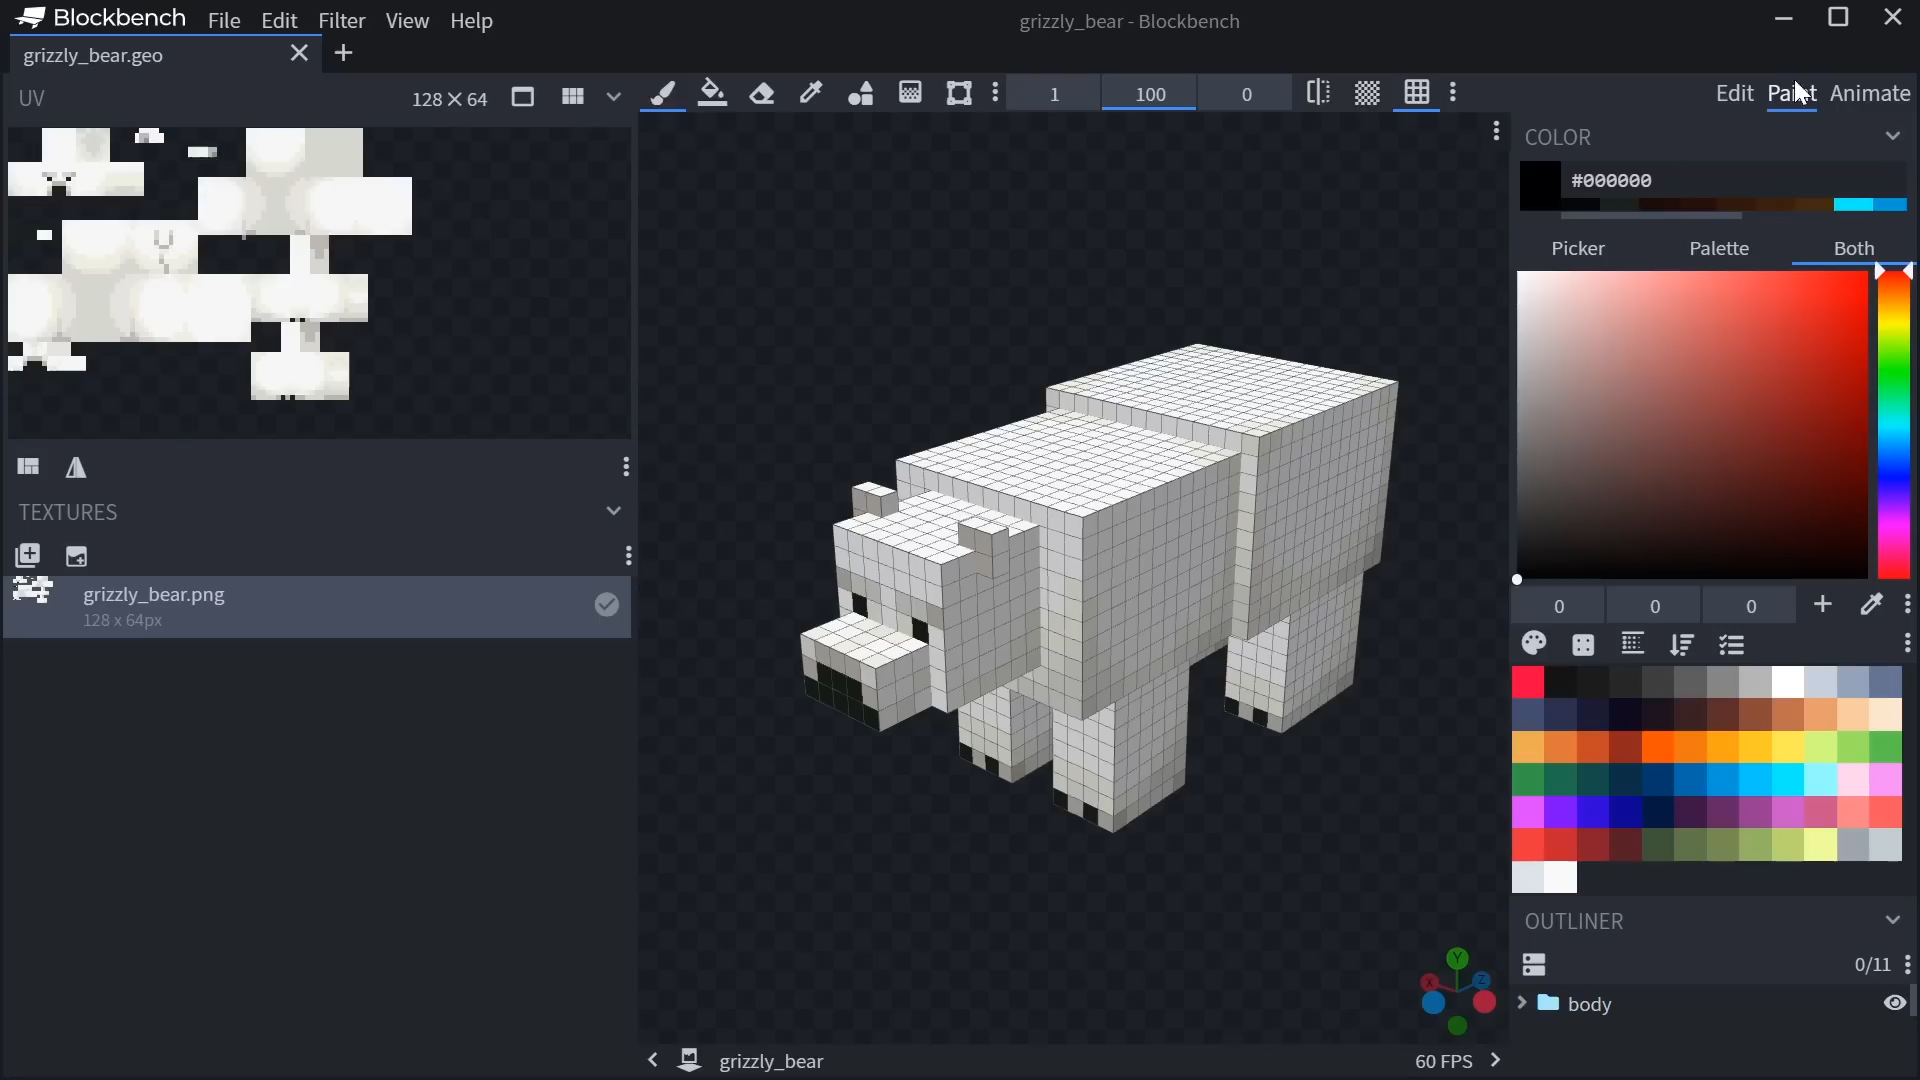 Blockbench File Edit Filter View Help
grizzly_bear - Blockbench
grizzly_bear.geo
UV
128 × 64
1
100
0
Edit Paint Animate
COLOR
#000000
Picker
Palette
Both
0
0
0
TEXTURES
grizzly_bear.png
128 x 64px
OUTLINER
0/11
body
Y
X
Z
grizzly_bear
60 FPS